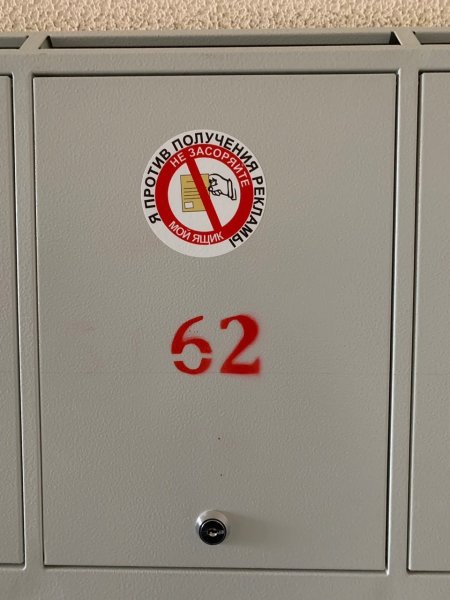 Я ПРОТИВ ПОЛУЧЕНИЯ РЕКЛАМЫ
НЕ ЗАСОРЯЙТЕ
МОЙ ЯЩИК
62